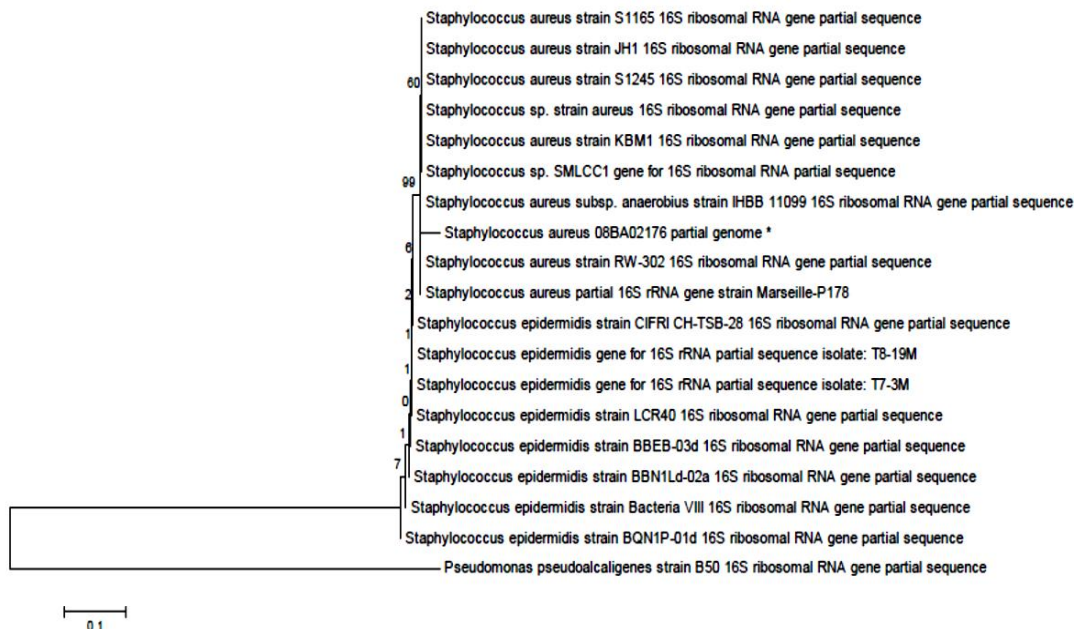 Staphylococcus aureus strain S1165 16S ribosomal RNA gene partial sequence
Staphylococcus aureus strain JH1 16S ribosomal RNA gene partial sequence
60
Staphylococcus aureus strain S1245 16S ribosomal RNA gene partial sequence
Staphylococcus sp. strain aureus 16S ribosomal RNA gene partial sequence
Staphylococcus aureus strain KBM1 16S ribosomal RNA gene partial sequence
Staphylococcus sp. SMLCC1 gene for 16S ribosomal RNA partial sequence
99
Staphylococcus aureus subsp. anaerobius strain IHBB 11099 16S ribosomal RNA gene partial sequence
Staphylococcus aureus 08BA02176 partial genome *
6
Staphylococcus aureus strain RW-302 16S ribosomal RNA gene partial sequence
2
Staphylococcus aureus partial 16S rRNA gene strain Marseille-P178
Staphylococcus epidermidis strain CIFRI CH-TSB-28 16S ribosomal RNA gene partial sequence
1
Staphylococcus epidermidis gene for 16S rRNA partial sequence isolate: T8-19M
1
Staphylococcus epidermidis gene for 16S rRNA partial sequence isolate: T7-3M
0
Staphylococcus epidermidis strain LCR40 16S ribosomal RNA gene partial sequence
1
Staphylococcus epidermidis strain BBEB-03d 16S ribosomal RNA gene partial sequence
7
Staphylococcus epidermidis strain BBN1Ld-02a 16S ribosomal RNA gene partial sequence
Staphylococcus epidermidis strain Bacteria VIII 16S ribosomal RNA gene partial sequence
Staphylococcus epidermidis strain BQN1P-01d 16S ribosomal RNA gene partial sequence
Pseudomonas pseudoalcaligenes strain B50 16S ribosomal RNA gene partial sequence
0.1